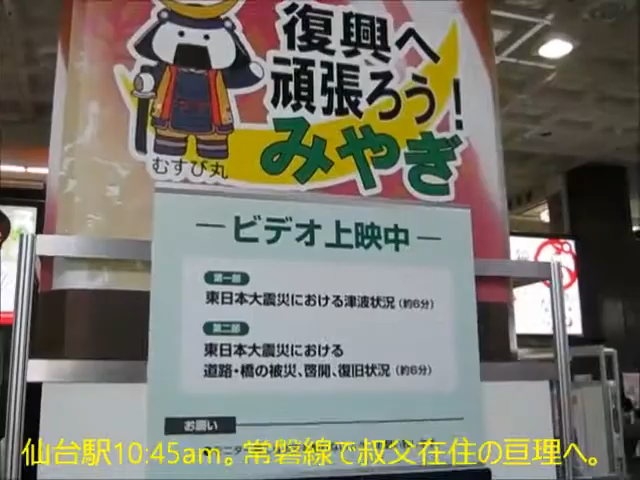 復興へ
頑張ろう!
みやぎ
むすび丸
ービデオ上映中ー
第一部
東日本大震災における津波状況(約6分)
第二部
東日本大震災における
道路・橋の被災、啓開、復旧状況(約6分)
お願い
仙台駅10:45am。常磐線で叔父在住の亘理へ。